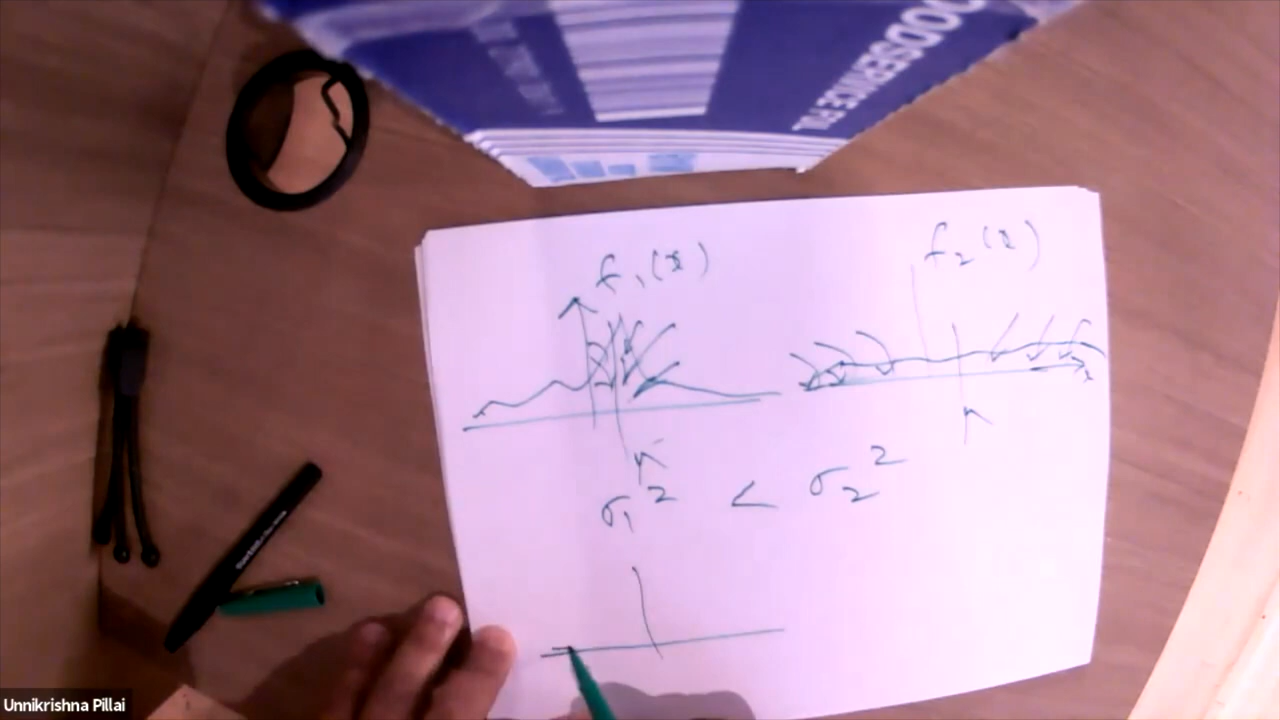 f₁(x) f₂(x)
x
μ μ
σ₁² < σ₂²
Unnikrishna Pillai